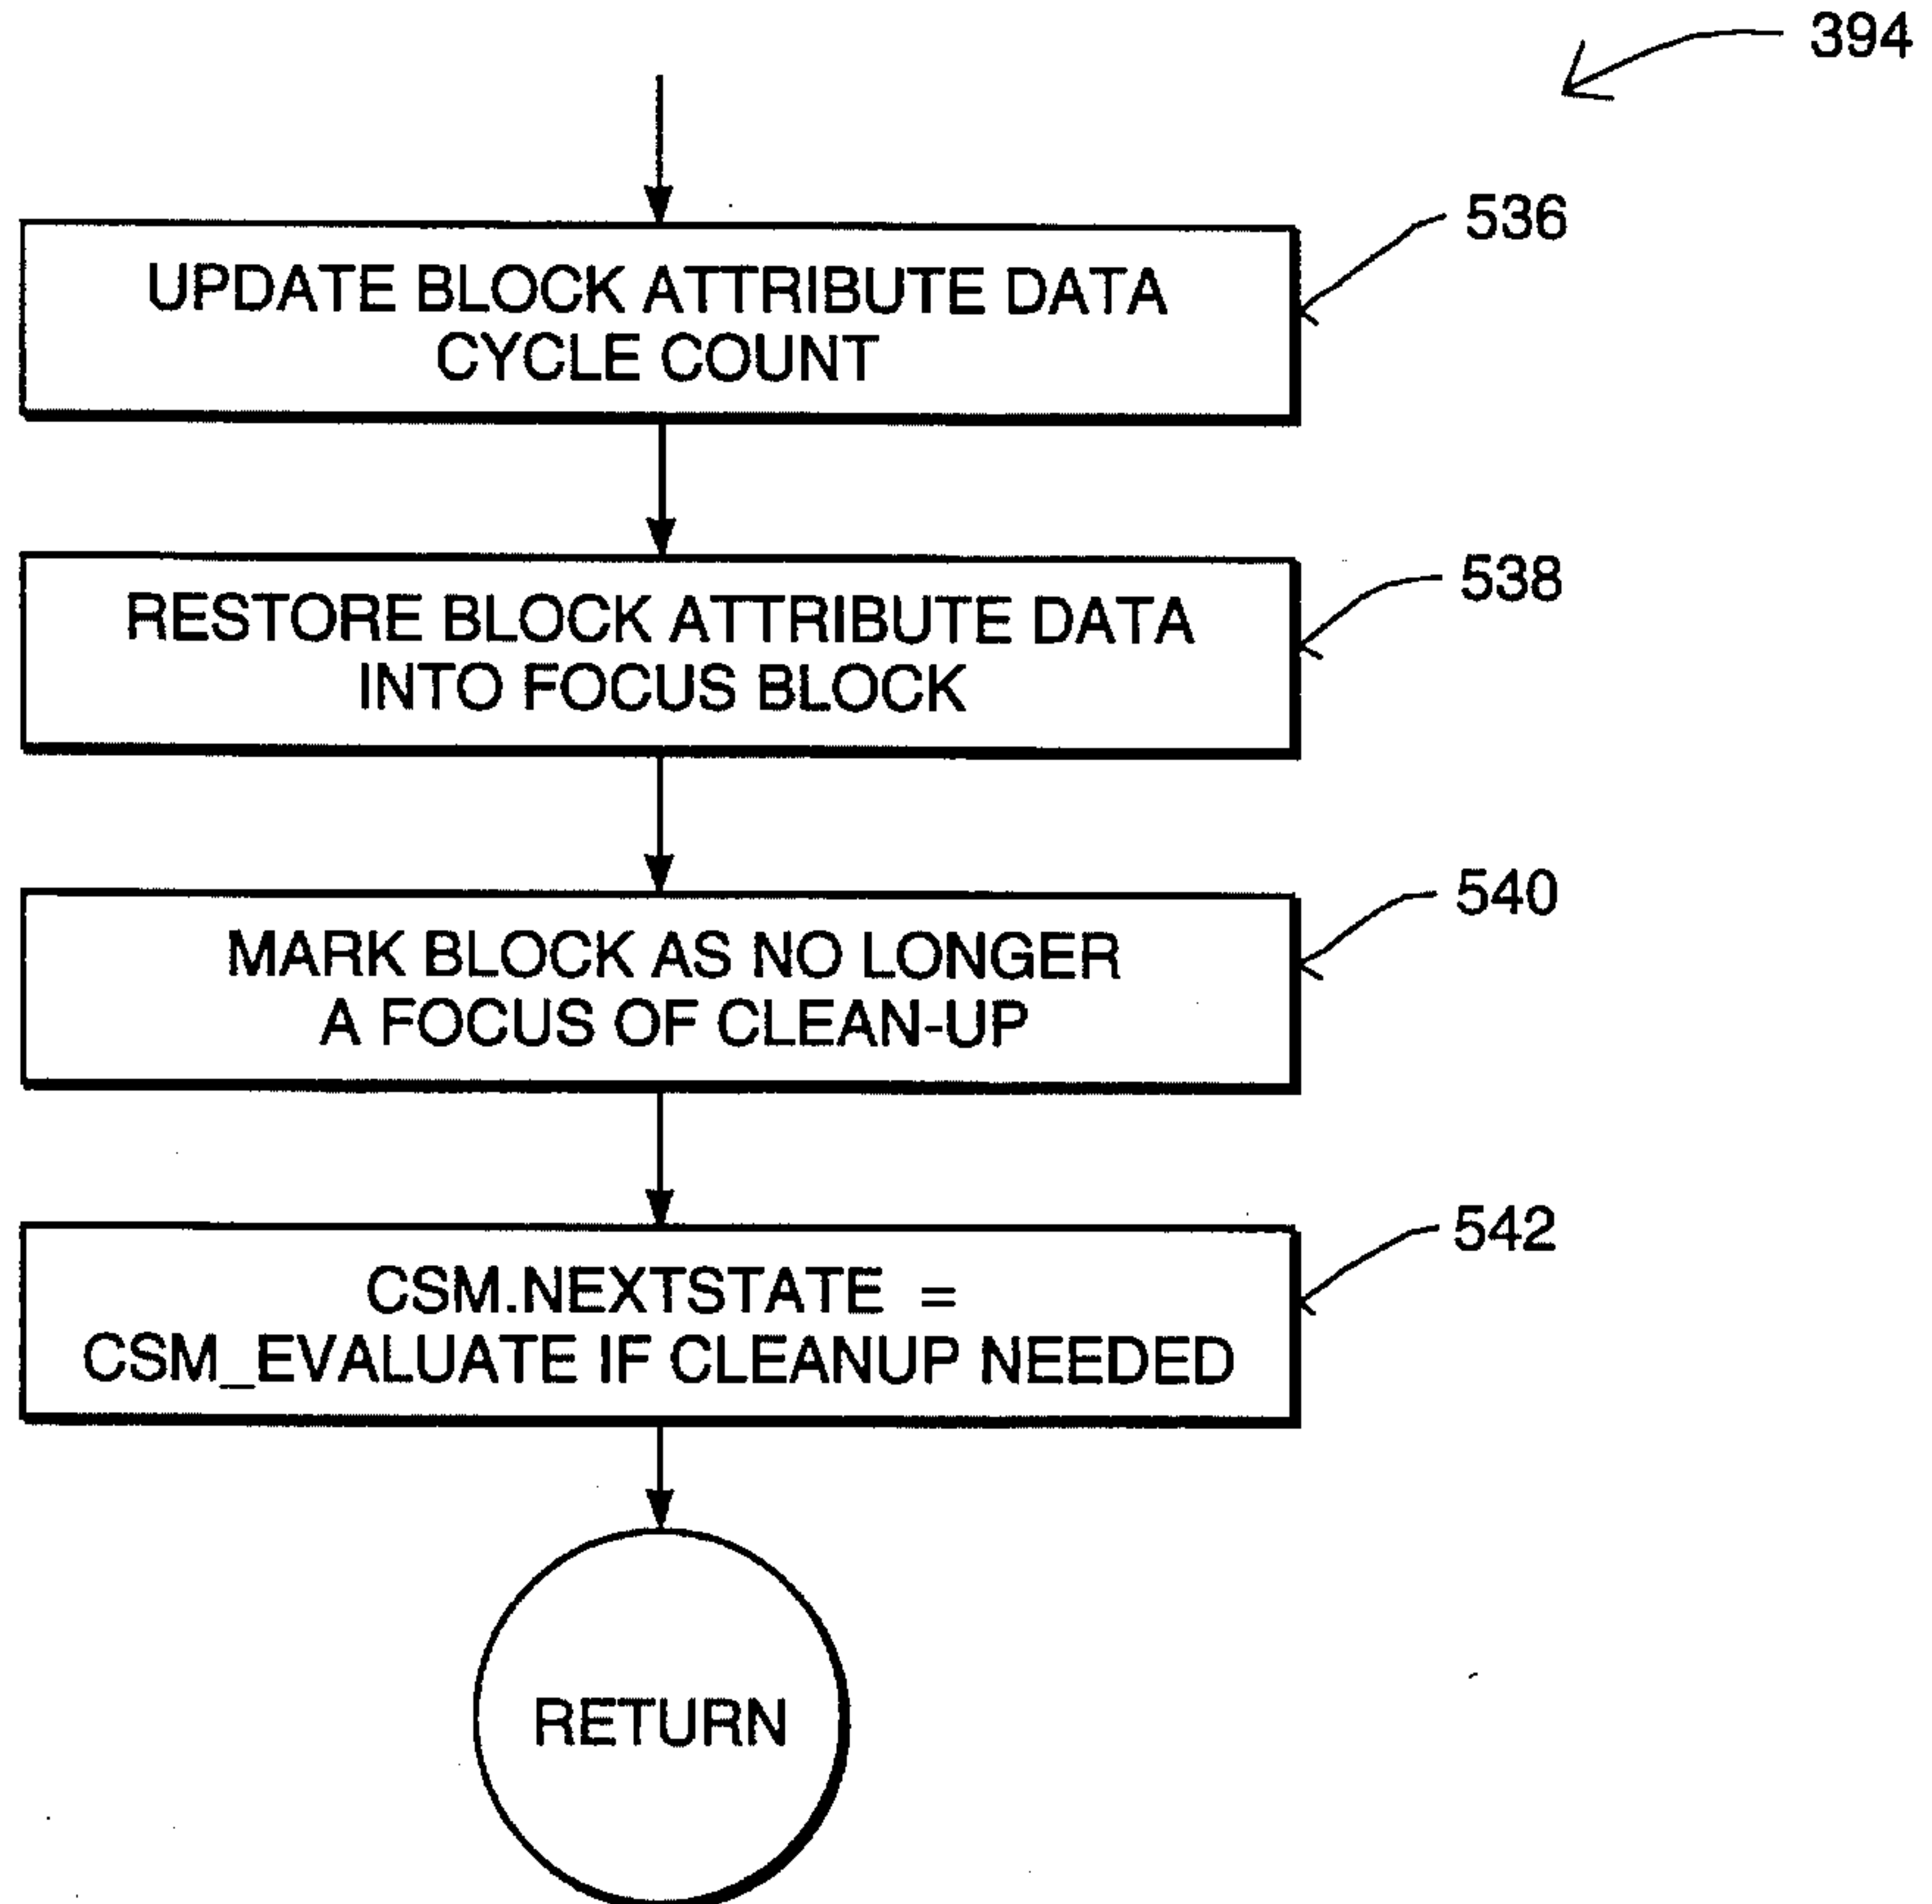 394
536
UPDATE BLOCK ATTRIBUTE DATA
CYCLE COUNT
538
RESTORE BLOCK ATTRIBUTE DATA
INTO FOCUS BLOCK
540
MARK BLOCK AS NO LONGER
A FOCUS OF CLEAN-UP
542
CSM.NEXTSTATE =
CSM_EVALUATE IF CLEANUP NEEDED
RETURN